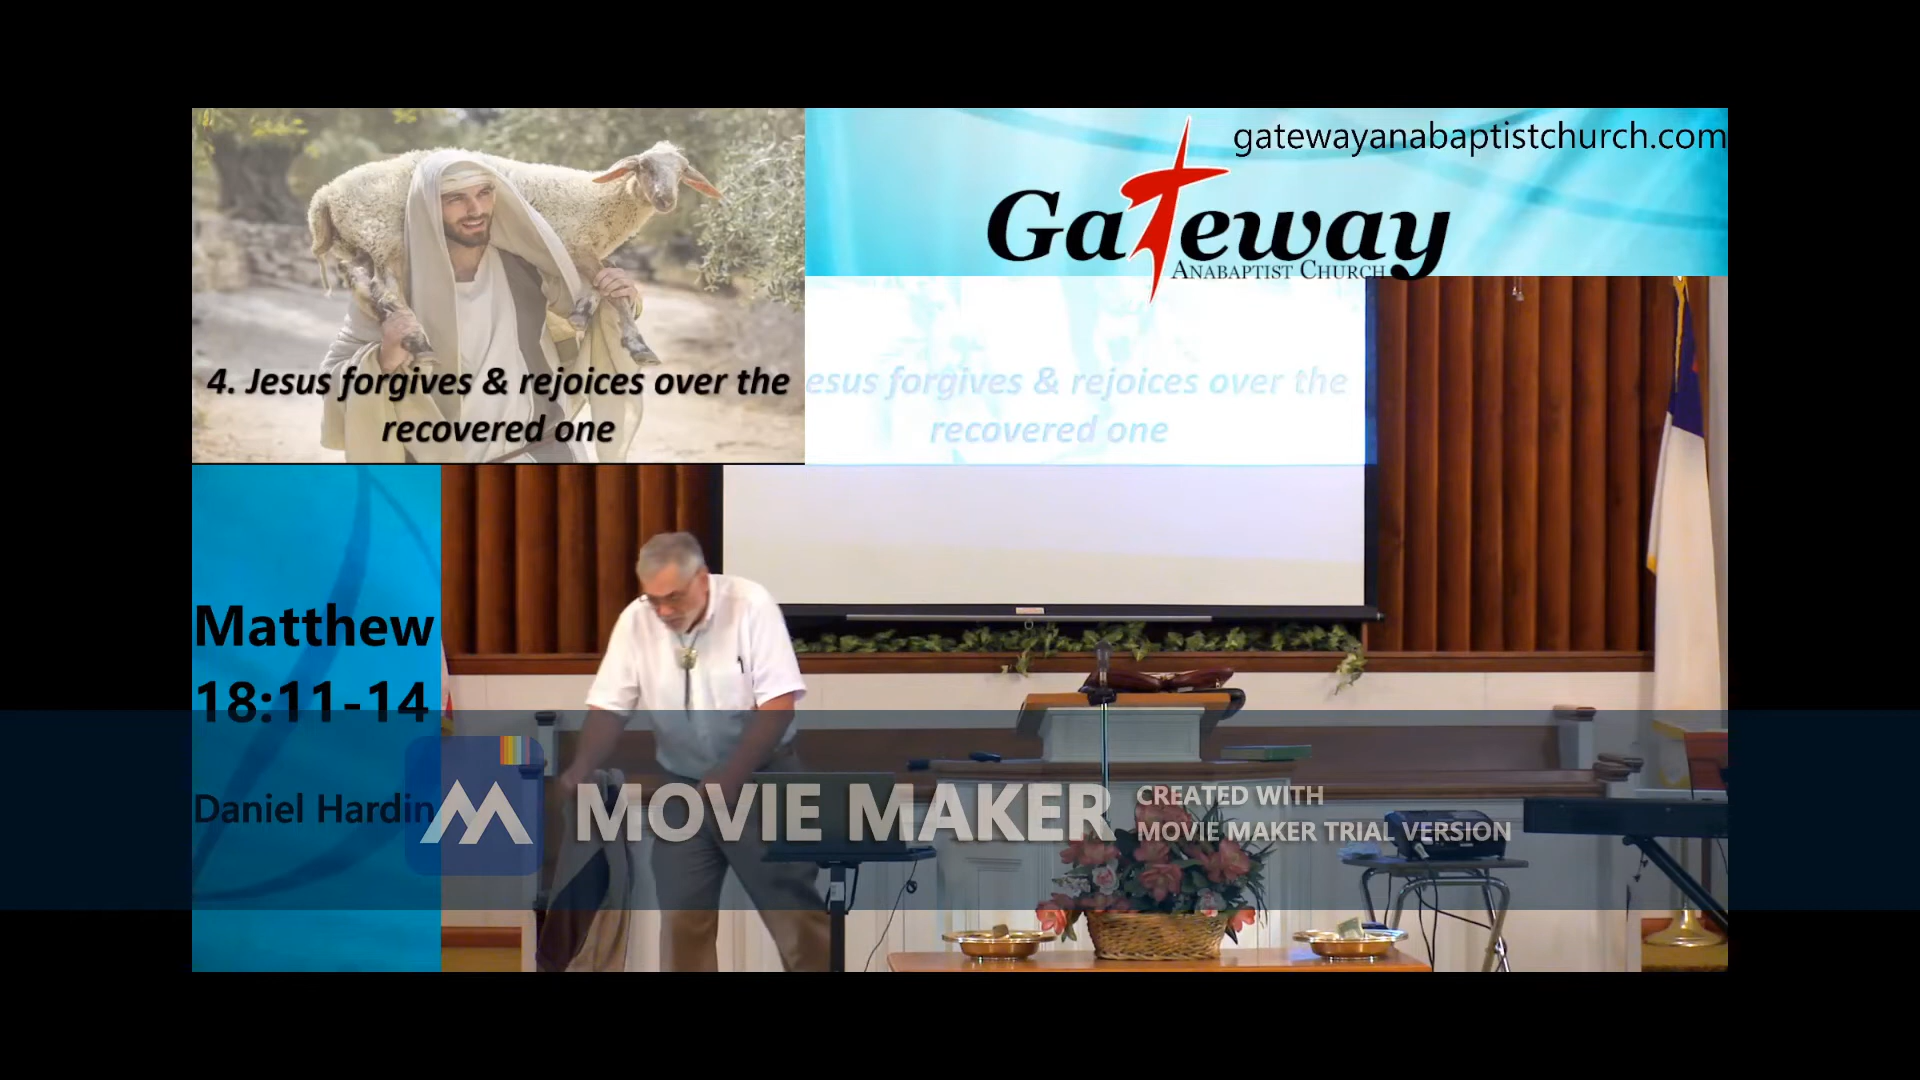 gatewayanabaptistchurch.com
Gateway
ANABAPTIST CHURCH
4. Jesus forgives & rejoices over the
recovered one
esus forgives & rejoices over the
recovered one
Matthew
18:11-14
Daniel Hardin
MOVIE MAKER
CREATED WITH
MOVIE MAKER TRIAL VERSION